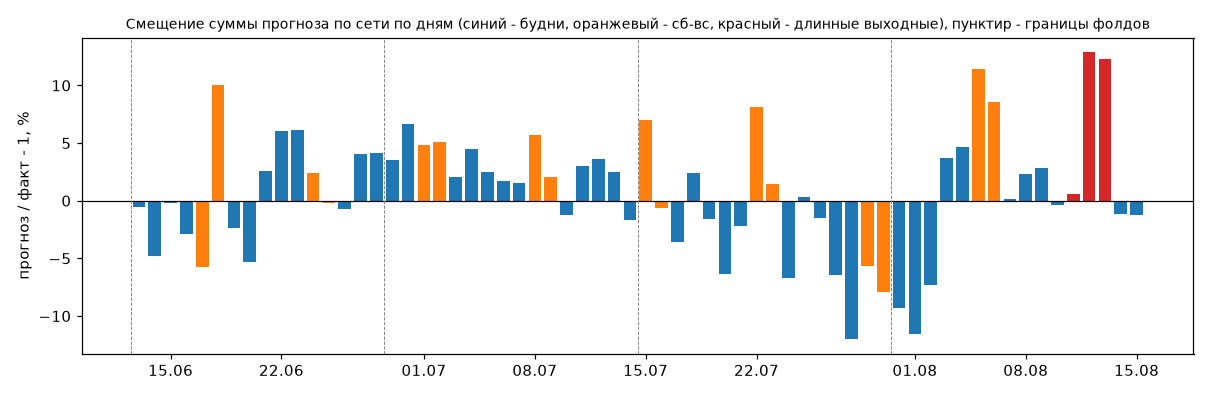 Смещение суммы прогноза по сети по дням (синий - будни, оранжевый - сб-вс, красный - длинные выходные), пунктир - границы фолдов
прогноз / факт - 1, %
10
5
0
−5
−10
15.06 22.06 01.07 08.07 15.07 22.07 01.08 08.08 15.08